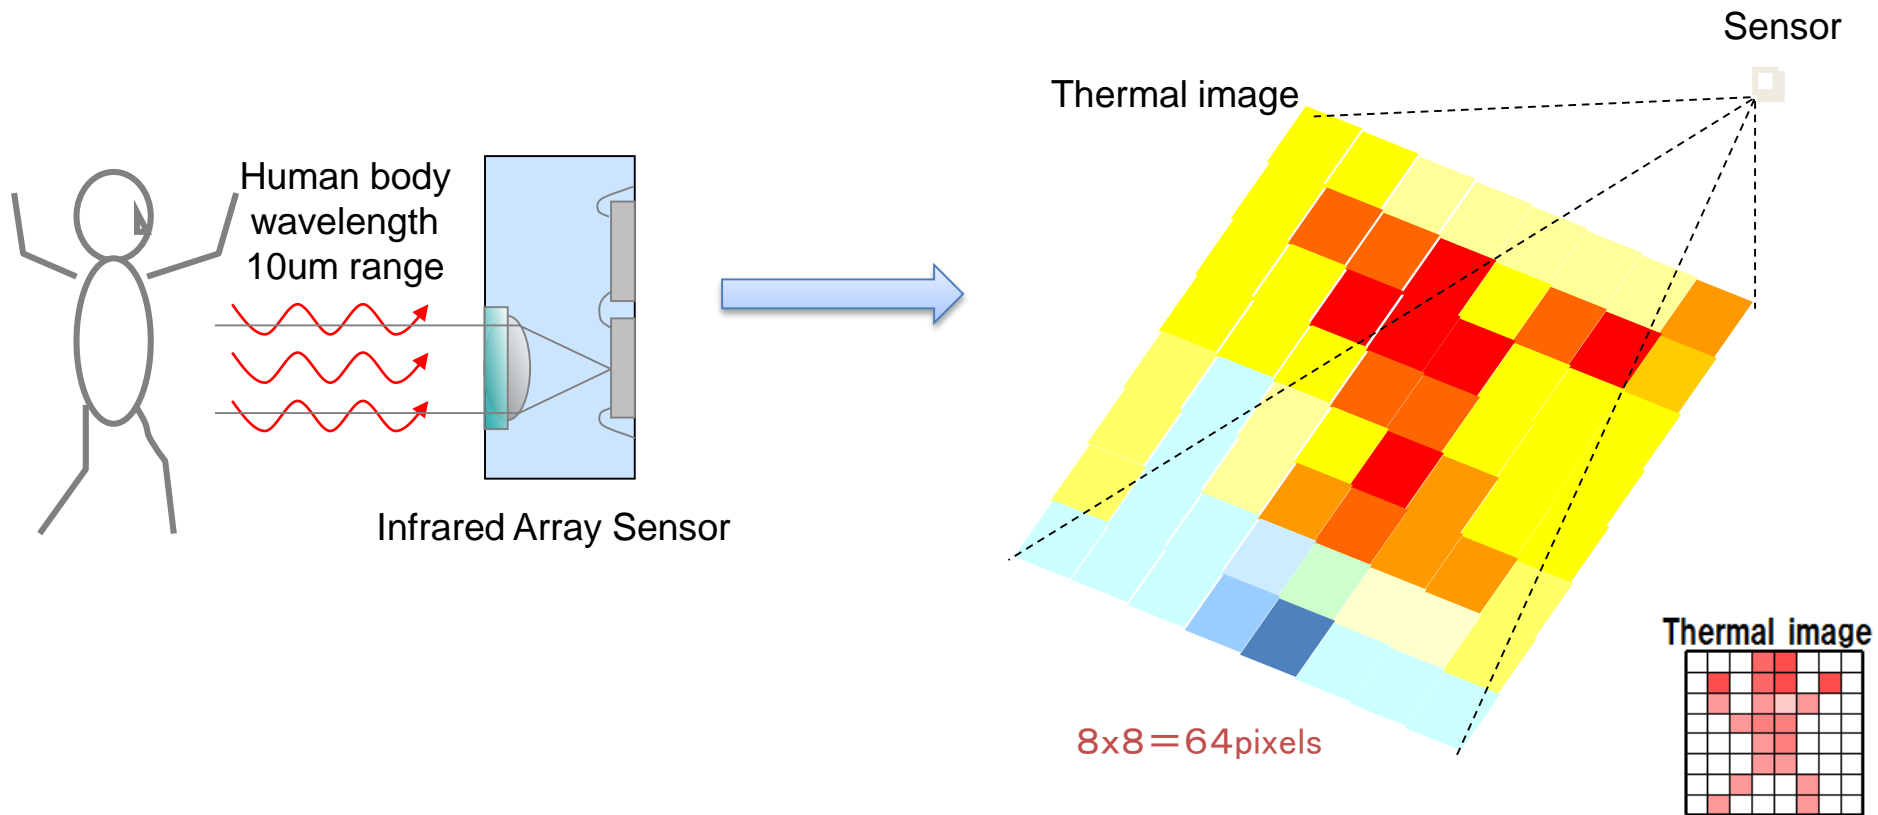 Sensor
Thermal image
Human body
wavelength
10um range
Infrared Array Sensor
Thermal image
8x8＝64pixels